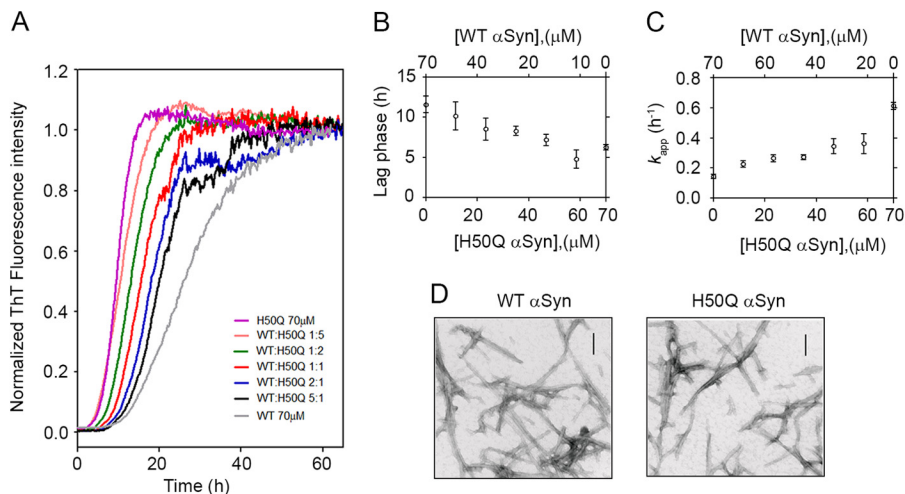 A
Normalized ThT Fluorescence intensity
1.2
1.0
0.8
0.6
0.4
0.2
0.0
0
20
40
60
Time (h)
H50Q 70μM
WT:H50Q 1:5
WT:H50Q 1:2
WT:H50Q 1:1
WT:H50Q 2:1
WT:H50Q 5:1
WT 70μM
B
[WT αSyn],(μM)
70 40 20 10 0
Lag phase (h)
15
10
5
0
0 20 40 60 70
[H50Q αSyn],(μM)
C
[WT αSyn],(μM)
70 60 40 20 0
kapp (h-1)
0.8
0.6
0.4
0.2
0.0
0 20 40 60 70
[H50Q αSyn],(μM)
D
WT αSyn
H50Q αSyn